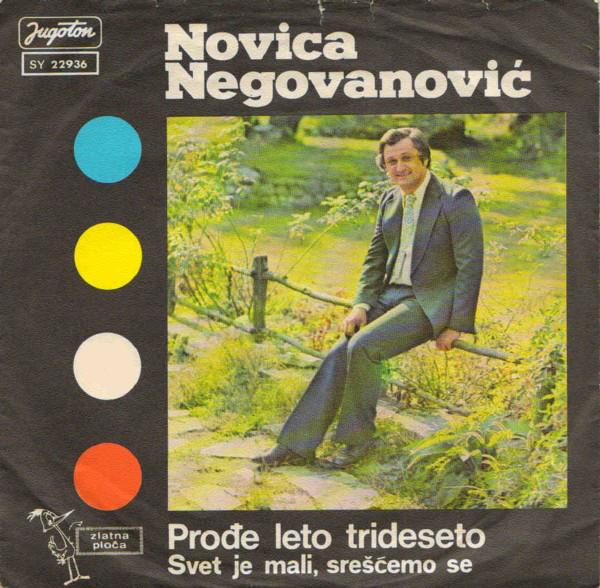 Jugoton
SY 22936
Novica
Negovanović
zlatna
ploča
Prođe leto trideseto
Svet je mali, srešćemo se